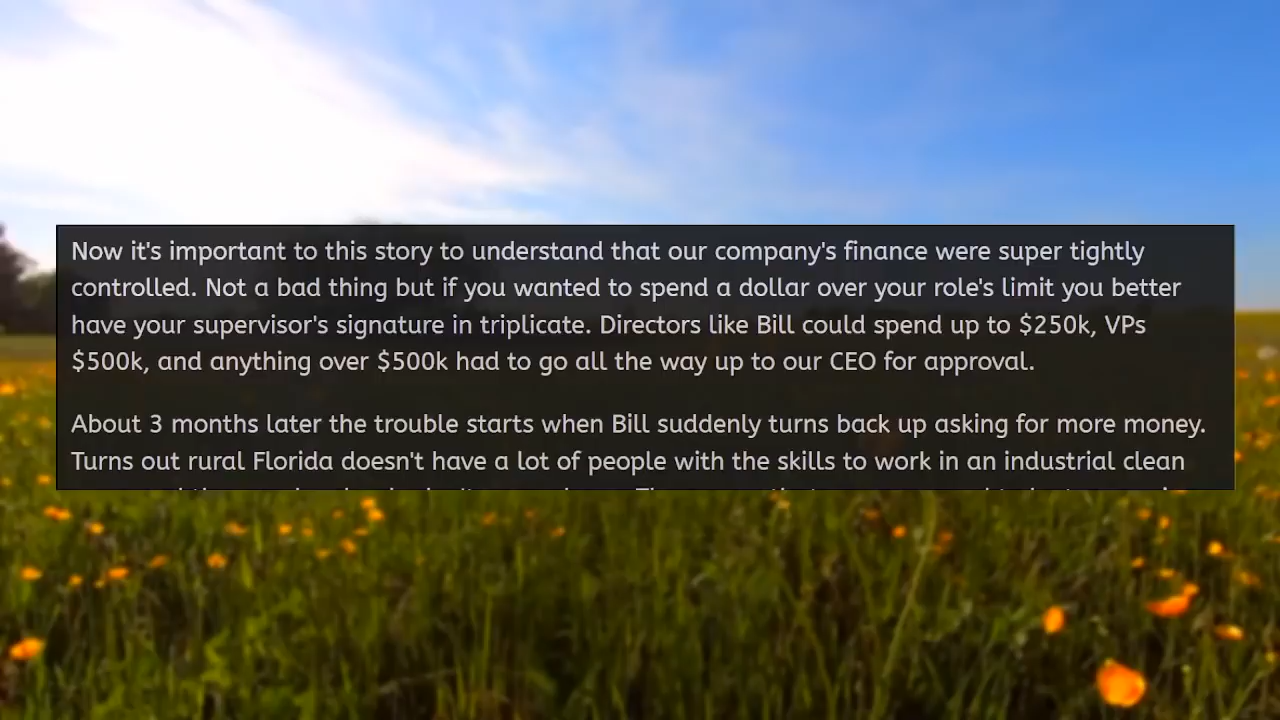 Now it's important to this story to understand that our company's finance were super tightly
controlled. Not a bad thing but if you wanted to spend a dollar over your role's limit you better
have your supervisor's signature in triplicate. Directors like Bill could spend up to $250k, VPs
$500k, and anything over $500k had to go all the way up to our CEO for approval.
About 3 months later the trouble starts when Bill suddenly turns back up asking for more money.
Turns out rural Florida doesn't have a lot of people with the skills to work in an industrial clean